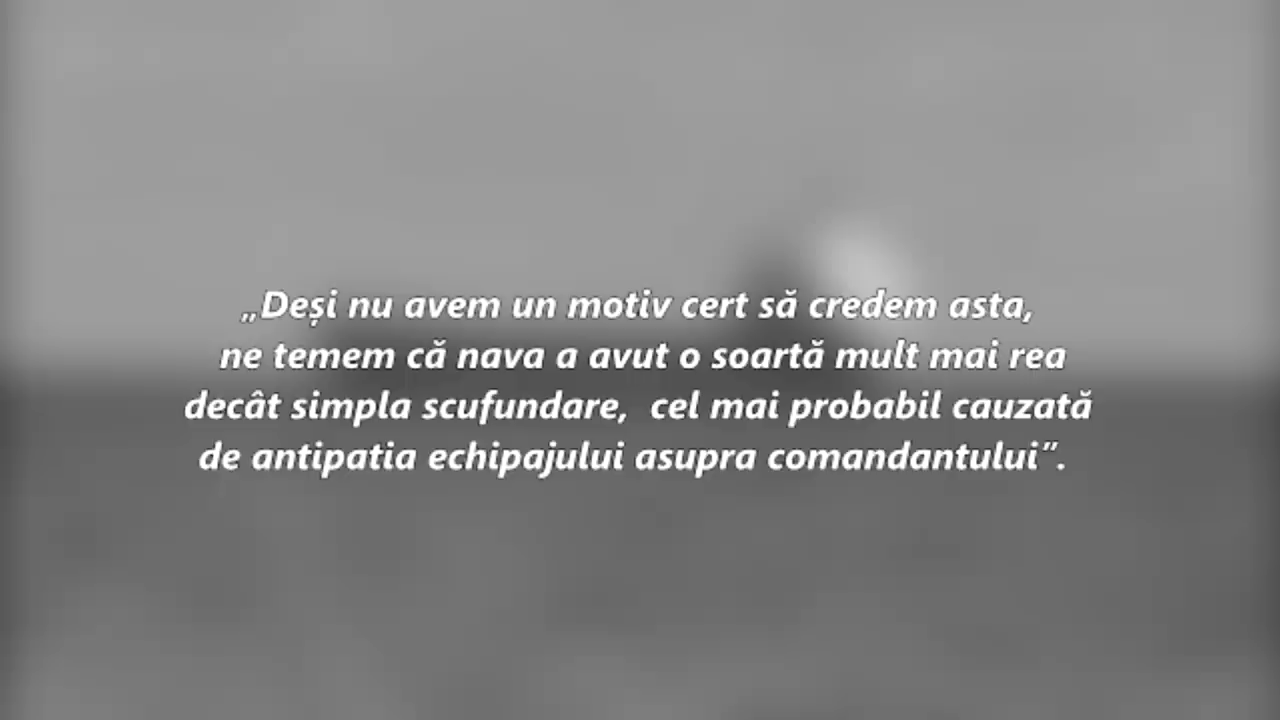 „Deși nu avem un motiv cert să credem asta,
ne temem că nava a avut o soartă mult mai rea
decât simpla scufundare,  cel mai probabil cauzată
de antipatia echipajului asupra comandantului”.